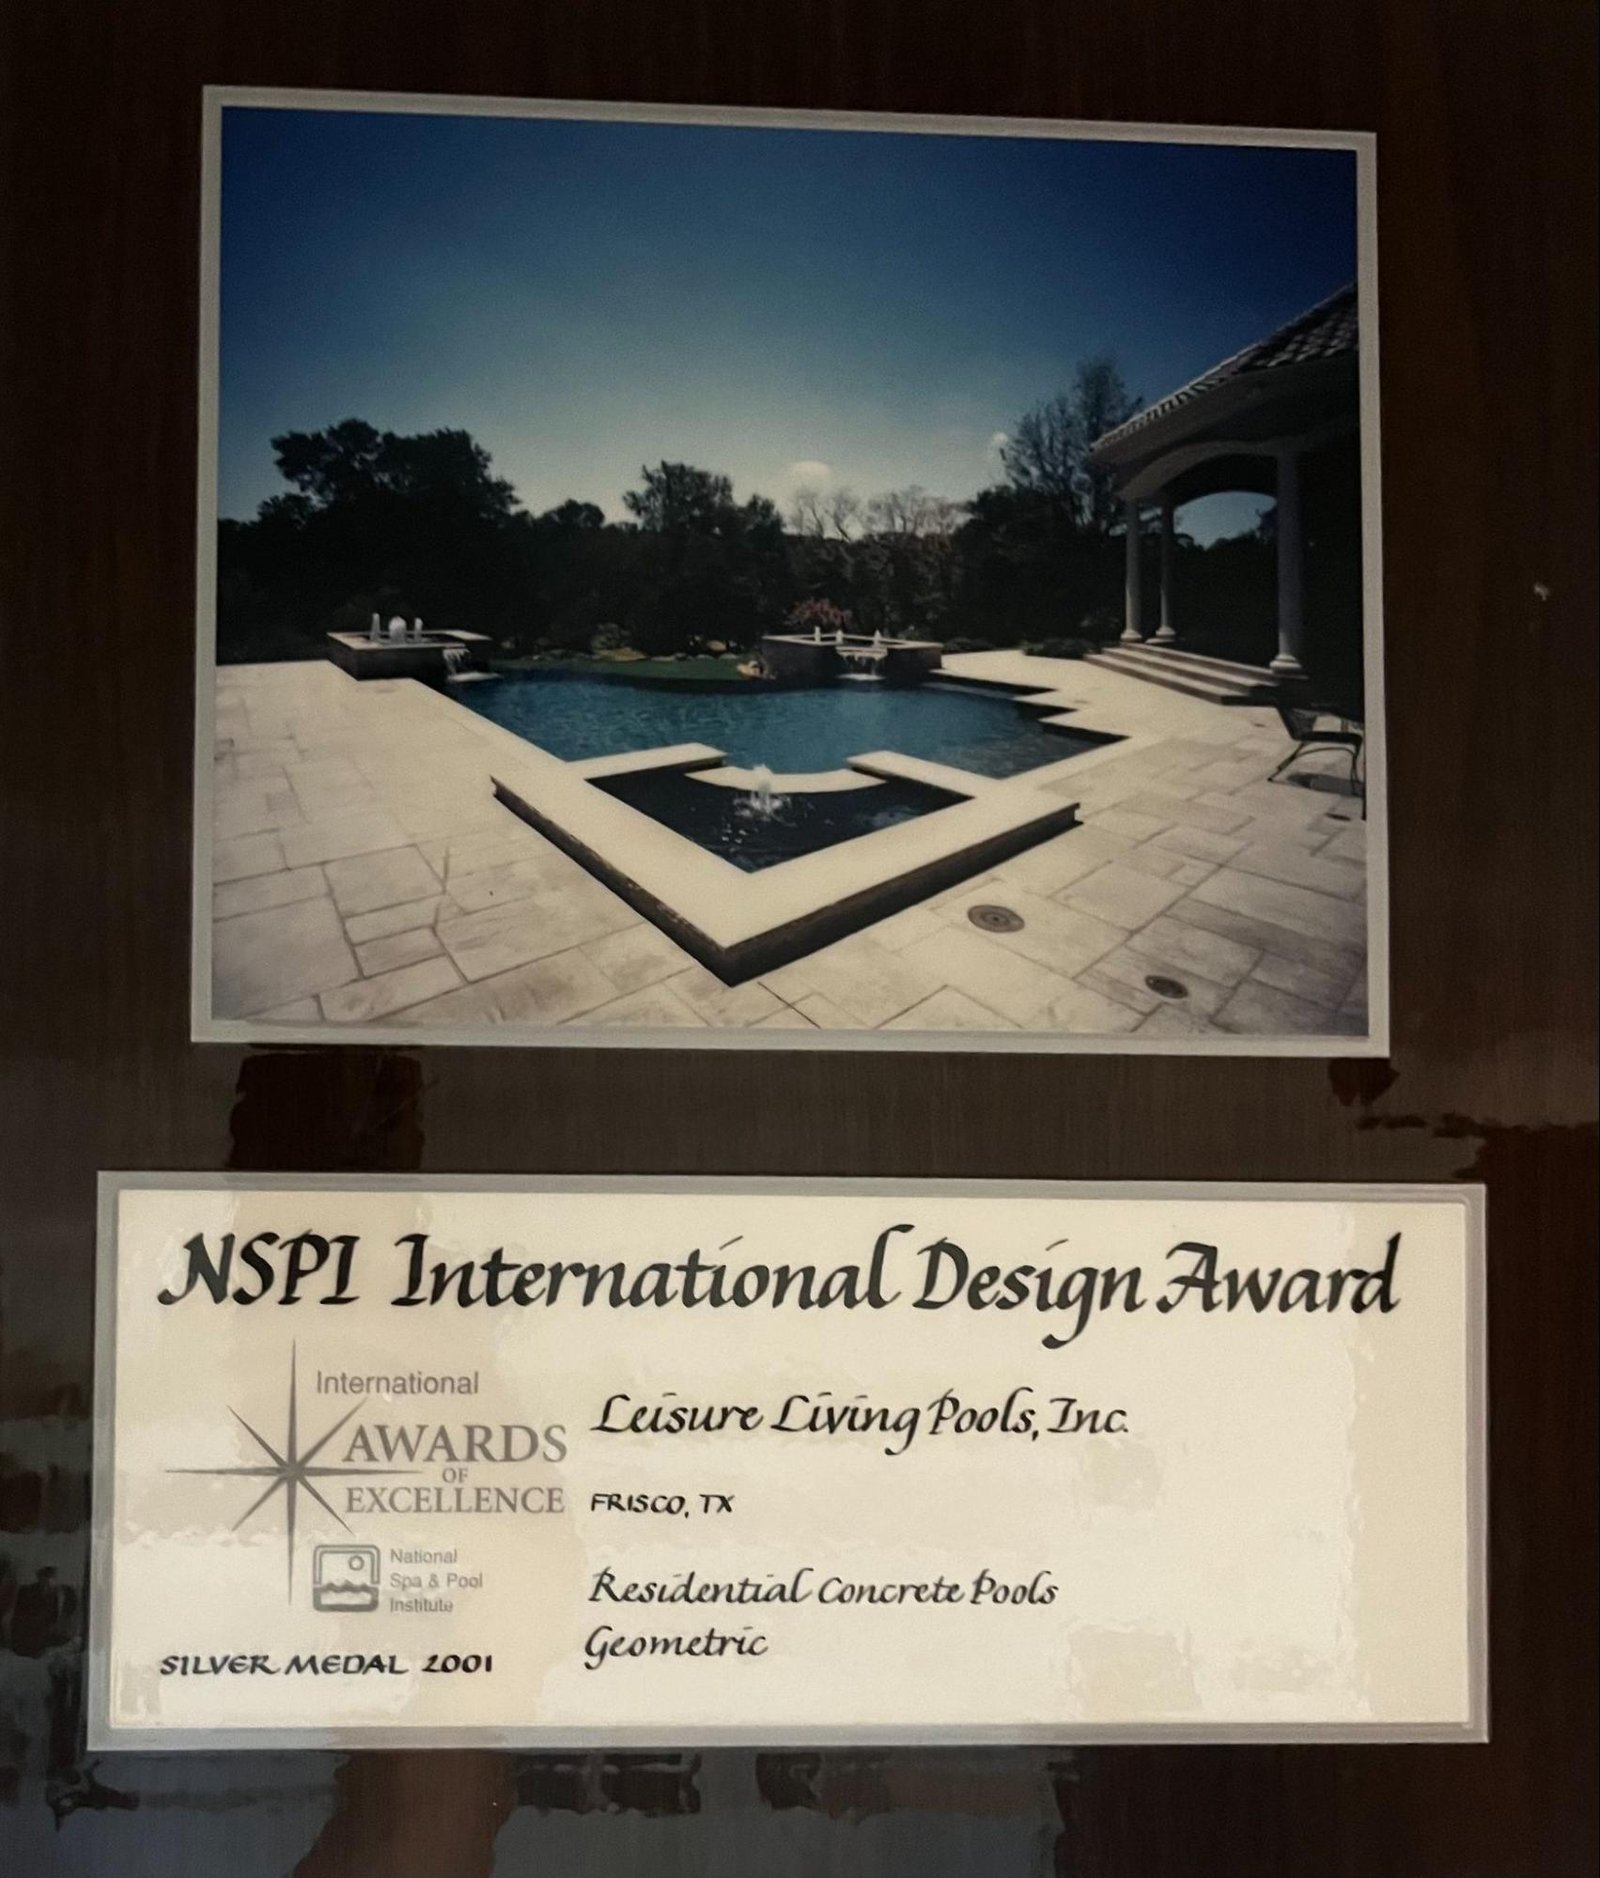 NSPI International Design Award
International
AWARDS
OF
EXCELLENCE
National
Spa & Pool
Institute
SILVER MEDAL 2001
Leisure Living Pools, Inc.
FRISCO, TX
Residential Concrete Pools
Geometric